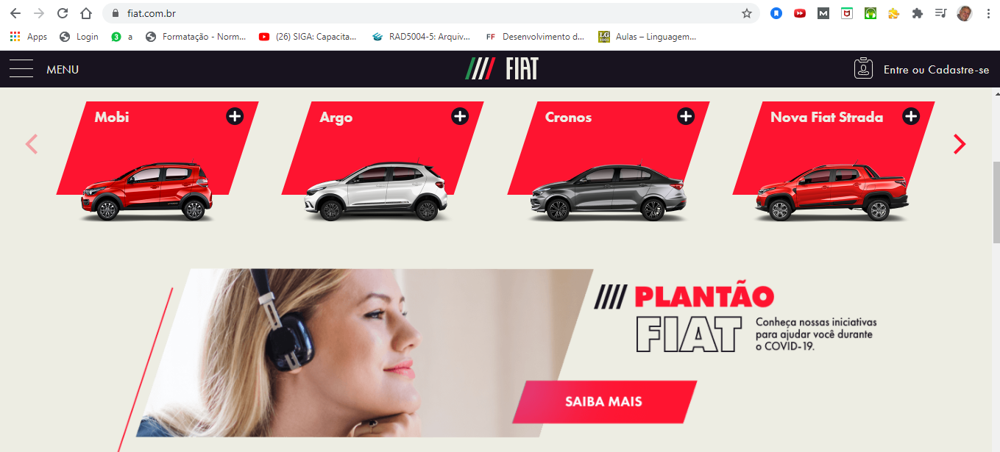 fiat.com.br
Apps Login 3 a Formatação - Norm... (26) SIGA: Capacita... RAD5004-5: Arquiv... FF Desenvolvimento d... LG Aulas – Linguagem...
MENU FIAT Entre ou Cadastre-se
Mobi Argo Cronos Nova Fiat Strada
PLANTÃO
FIAT
Conheça nossas iniciativas
para ajudar você durante
o COVID-19.
SAIBA MAIS